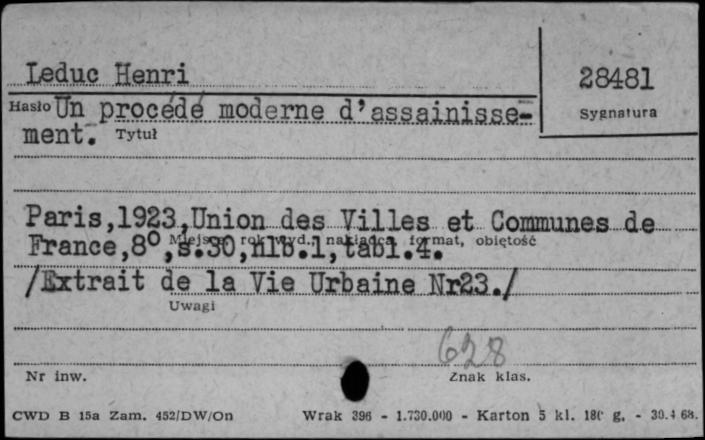 Leduc Henri
28481
Hasło Un procédé moderne d'assainisse-
Sygnatura
ment. Tytuł
Paris,1923,Union des Villes et Communes de
Miejsce, rok wyd., nakładca, format, objętość
France,8°,s.30,nlb.1,tabl.4.
/Extrait de la Vie Urbaine Nr23./
Uwagi
628
Nr inw.
Znak klas.
CWD B 15a Zam. 452/DW/On Wrak 396 - 1.730.000 - Karton 5 kl. 180 g. - 30.4 68.